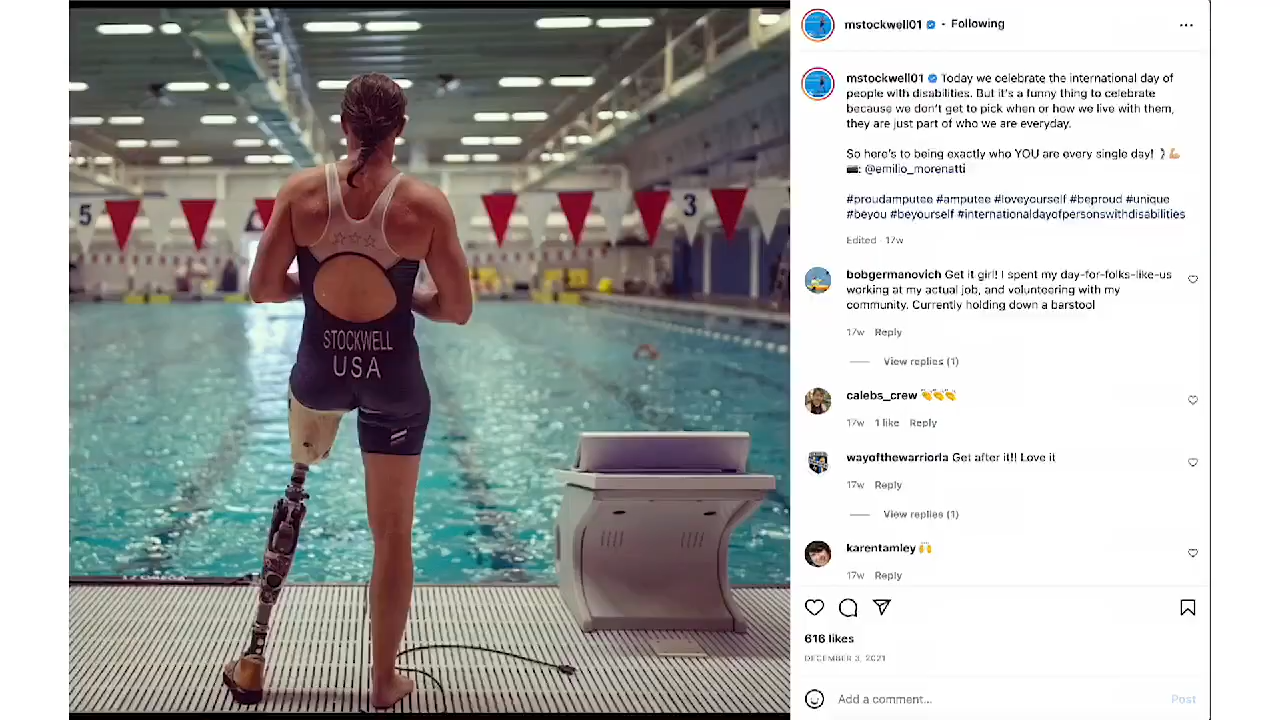 5
3
STOCKWELL
USA
mstockwell01 • Following
mstockwell01 Today we celebrate the international day of
people with disabilities. But it's a funny thing to celebrate
because we don't get to pick when or how we live with them,
they are just part of who we are everyday.
So here's to being exactly who YOU are every single day! 🏃💪🏼
📷: @emilio_morenatti
#proudamputee #amputee #loveyourself #beproud #unique
#beyou #beyourself #internationaldayofpersonswithdisabilities
Edited · 17w
bobgermanovich Get it girl! I spent my day-for-folks-like-us
working at my actual job, and volunteering with my
community. Currently holding down a barstool
17w Reply
View replies (1)
calebs_crew 👏👏👏
17w 1 like Reply
wayofthewarriorla Get after it!! Love it
17w Reply
View replies (1)
karentamley 🙌
17w Reply
616 likes
DECEMBER 3, 2021
Add a comment...
Post